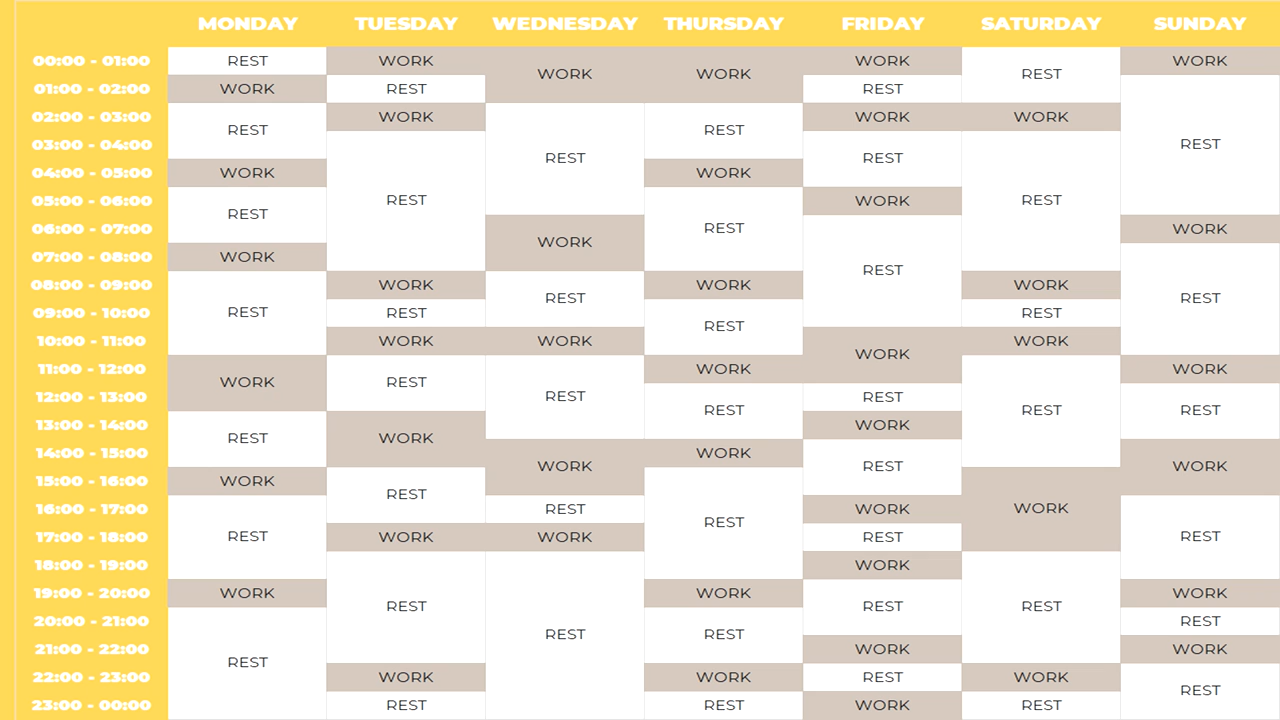 MONDAY TUESDAY WEDNESDAY THURSDAY FRIDAY SATURDAY SUNDAY
00:00 - 01:00 REST WORK WORK WORK WORK REST WORK
01:00 - 02:00 WORK REST REST REST
02:00 - 03:00 REST WORK REST REST WORK WORK
03:00 - 04:00 REST REST REST
04:00 - 05:00 WORK WORK
05:00 - 06:00 REST REST WORK
06:00 - 07:00 WORK REST WORK
07:00 - 08:00 WORK REST
08:00 - 09:00 REST WORK REST WORK WORK
09:00 - 10:00 REST REST REST
10:00 - 11:00 WORK WORK WORK WORK
11:00 - 12:00 WORK REST REST WORK REST WORK
12:00 - 13:00 REST REST REST
13:00 - 14:00 REST WORK WORK
14:00 - 15:00 WORK WORK REST WORK
15:00 - 16:00 WORK REST REST WORK
16:00 - 17:00 REST REST WORK REST
17:00 - 18:00 WORK WORK REST
18:00 - 19:00 REST REST WORK REST
19:00 - 20:00 WORK WORK REST WORK
20:00 - 21:00 REST REST REST
21:00 - 22:00 WORK WORK
22:00 - 23:00 WORK WORK REST WORK REST
23:00 - 00:00 REST REST WORK REST